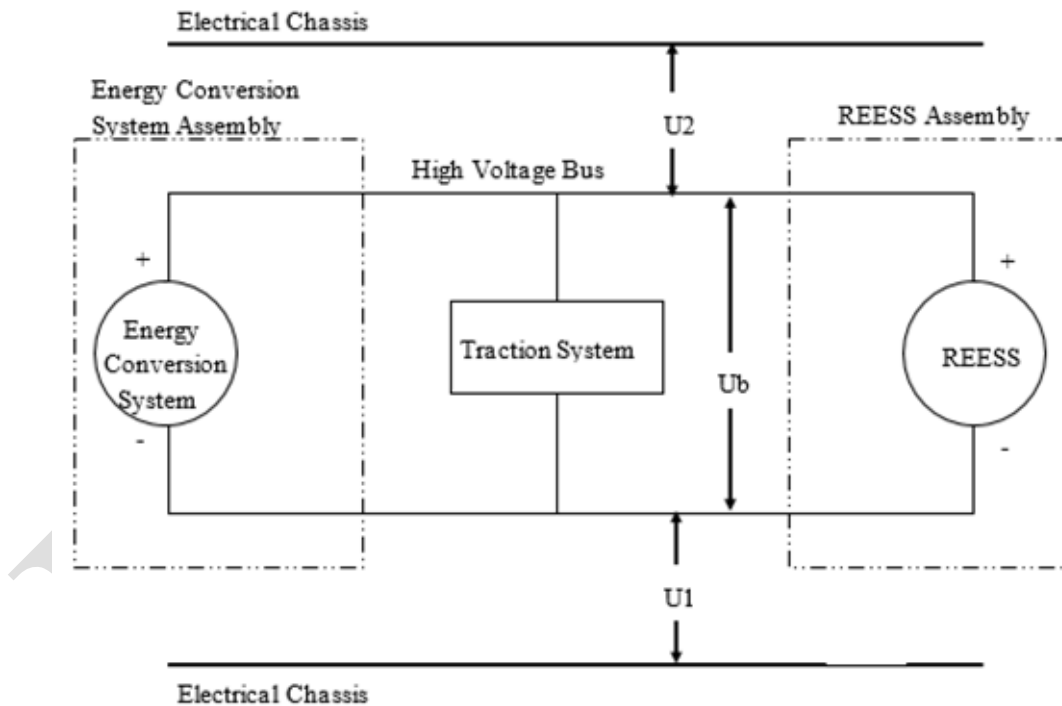 Electrical Chassis
Energy Conversion
System Assembly
U2
REESS Assembly
High Voltage Bus
+
+
Energy
Conversion
System
Traction System
Ub
REESS
-
-
U1
Electrical Chassis